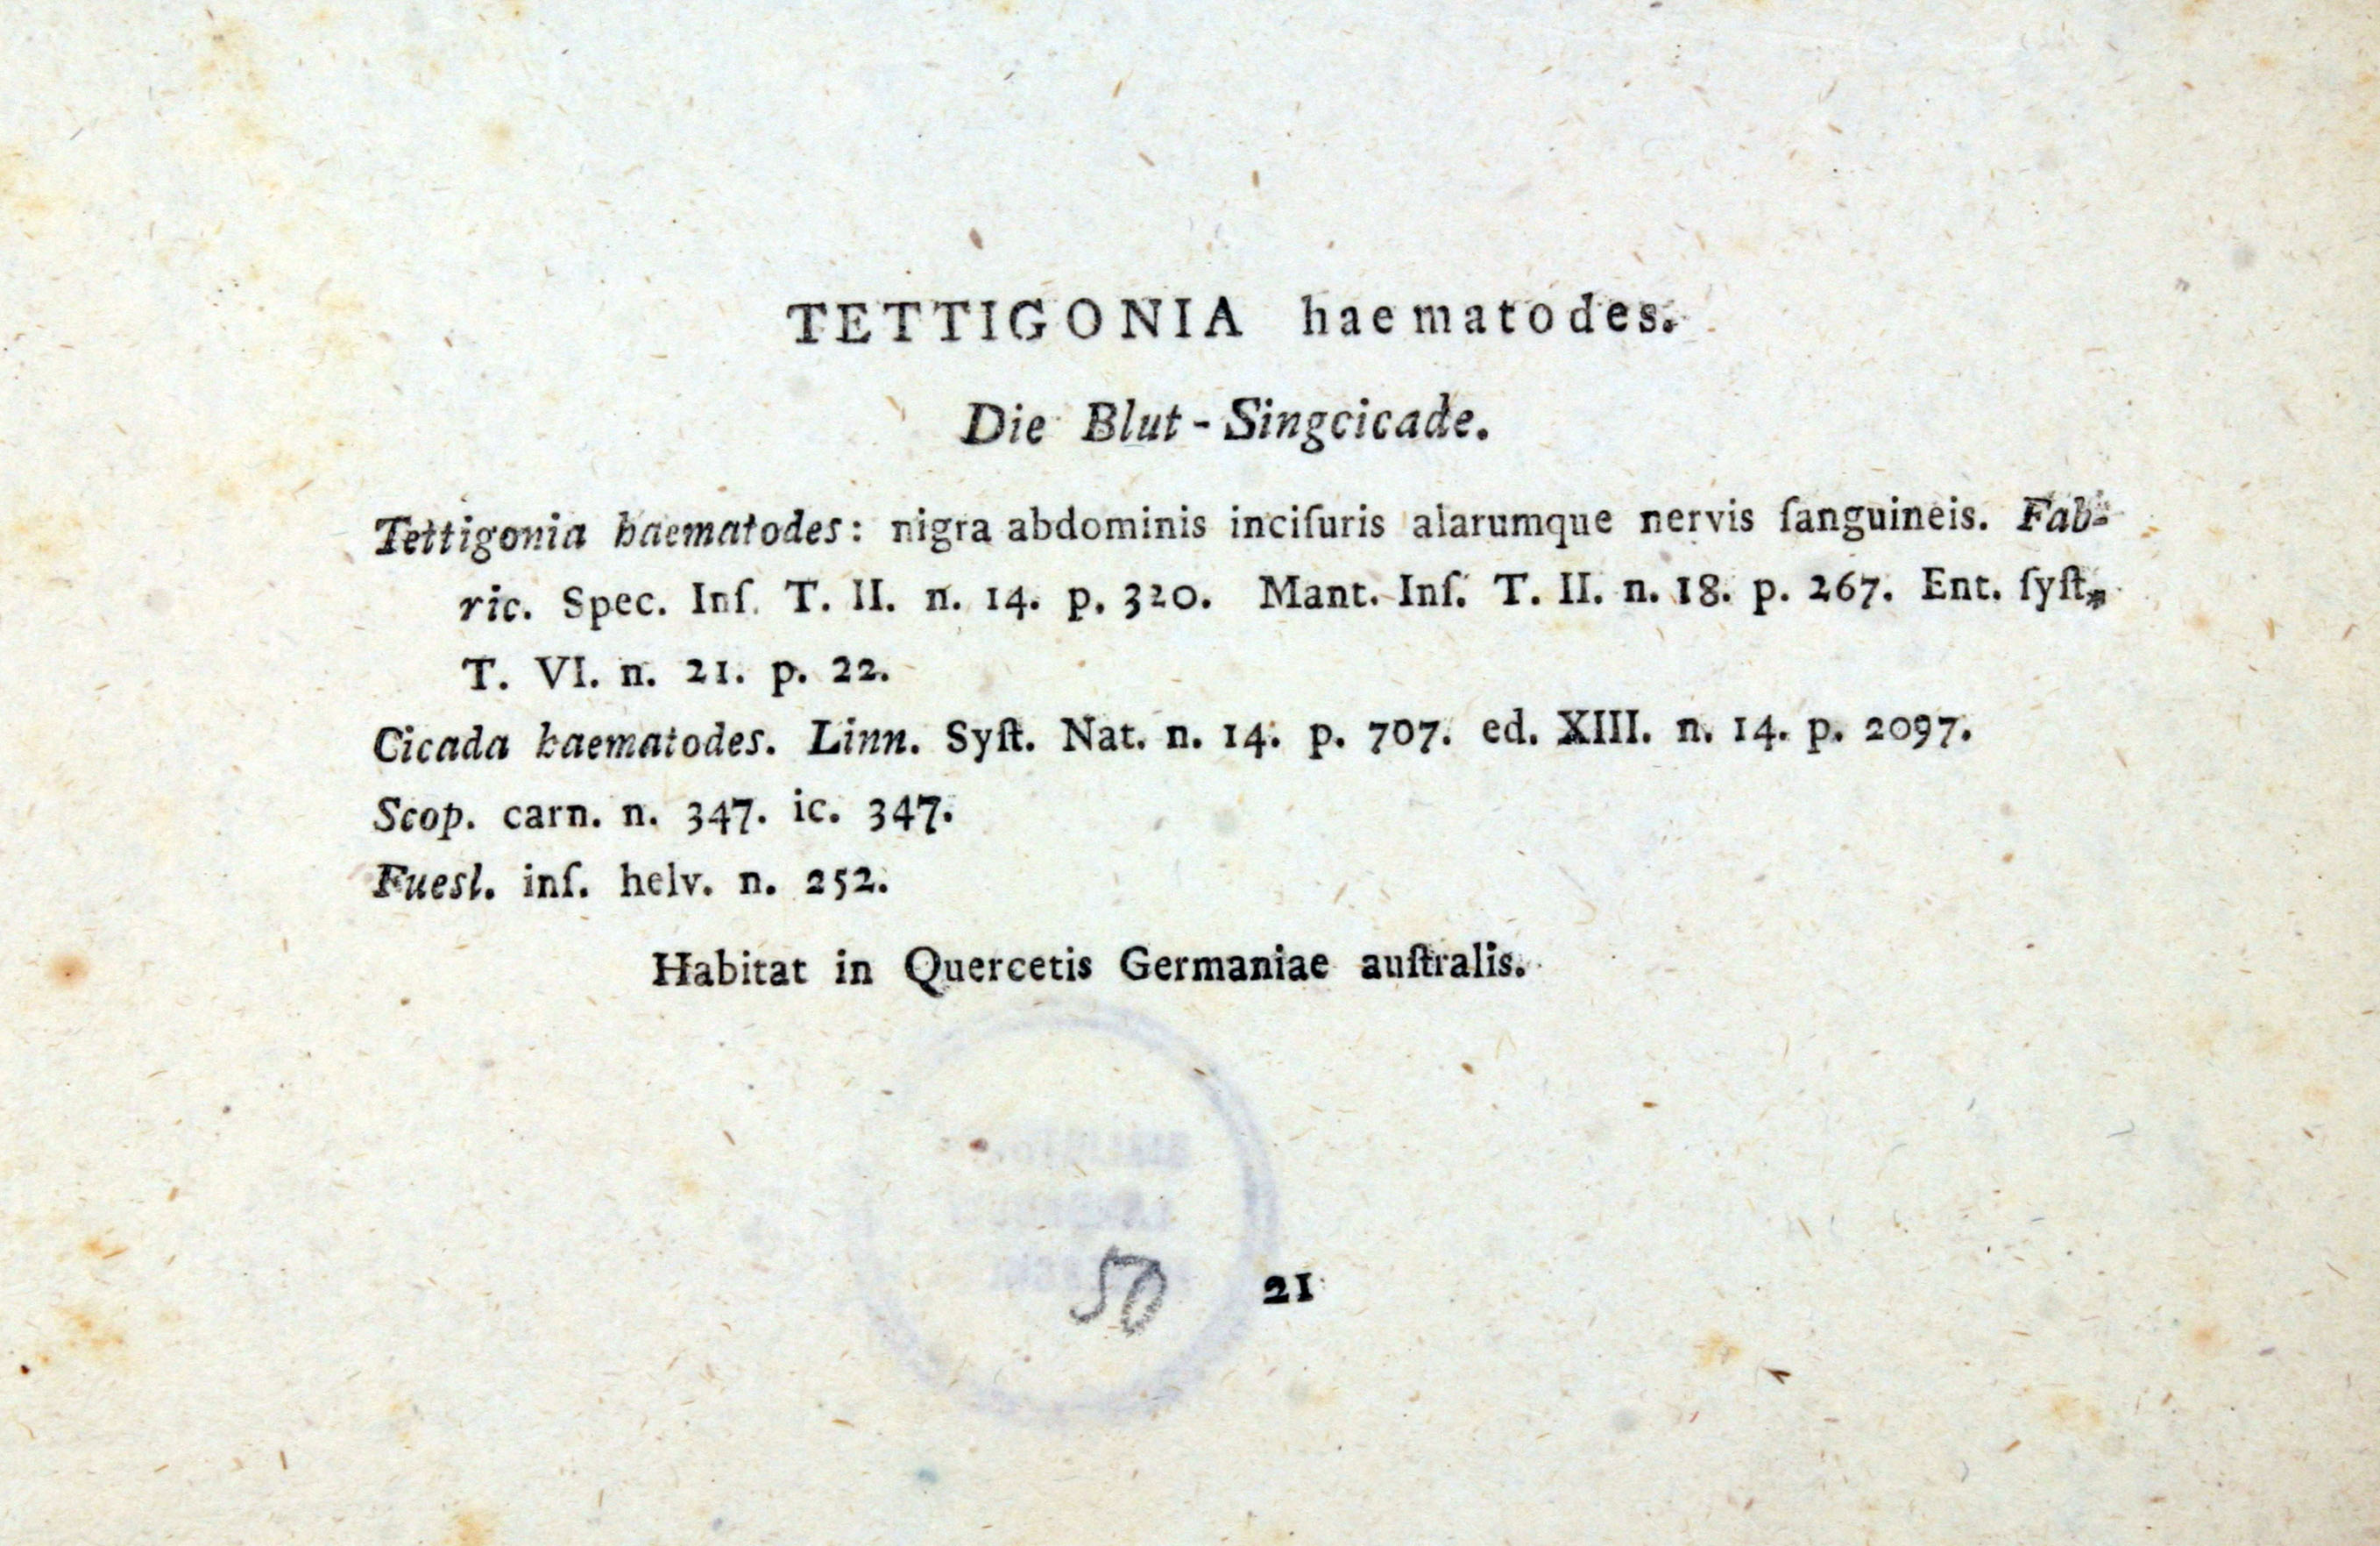 TETTIGONIA haematodes.
Die Blut-Singcicade.
Tettigonia haematodes: nigra abdominis inciſuris alarumque nervis ſanguineis. Fab-
ric. Spec. Inſ. T. II. n. 14. p. 320. Mant. Inſ. T. II. n. 18. p. 267. Ent. ſyſt.
T. VI. n. 21. p. 22.
Cicada haematodes. Linn. Syſt. Nat. n. 14. p. 707. ed. XIII. n. 14. p. 2097.
Scop. carn. n. 347. ic. 347.
Fuesl. inſ. helv. n. 252.
Habitat in Quercetis Germaniae auſtralis.
50
21